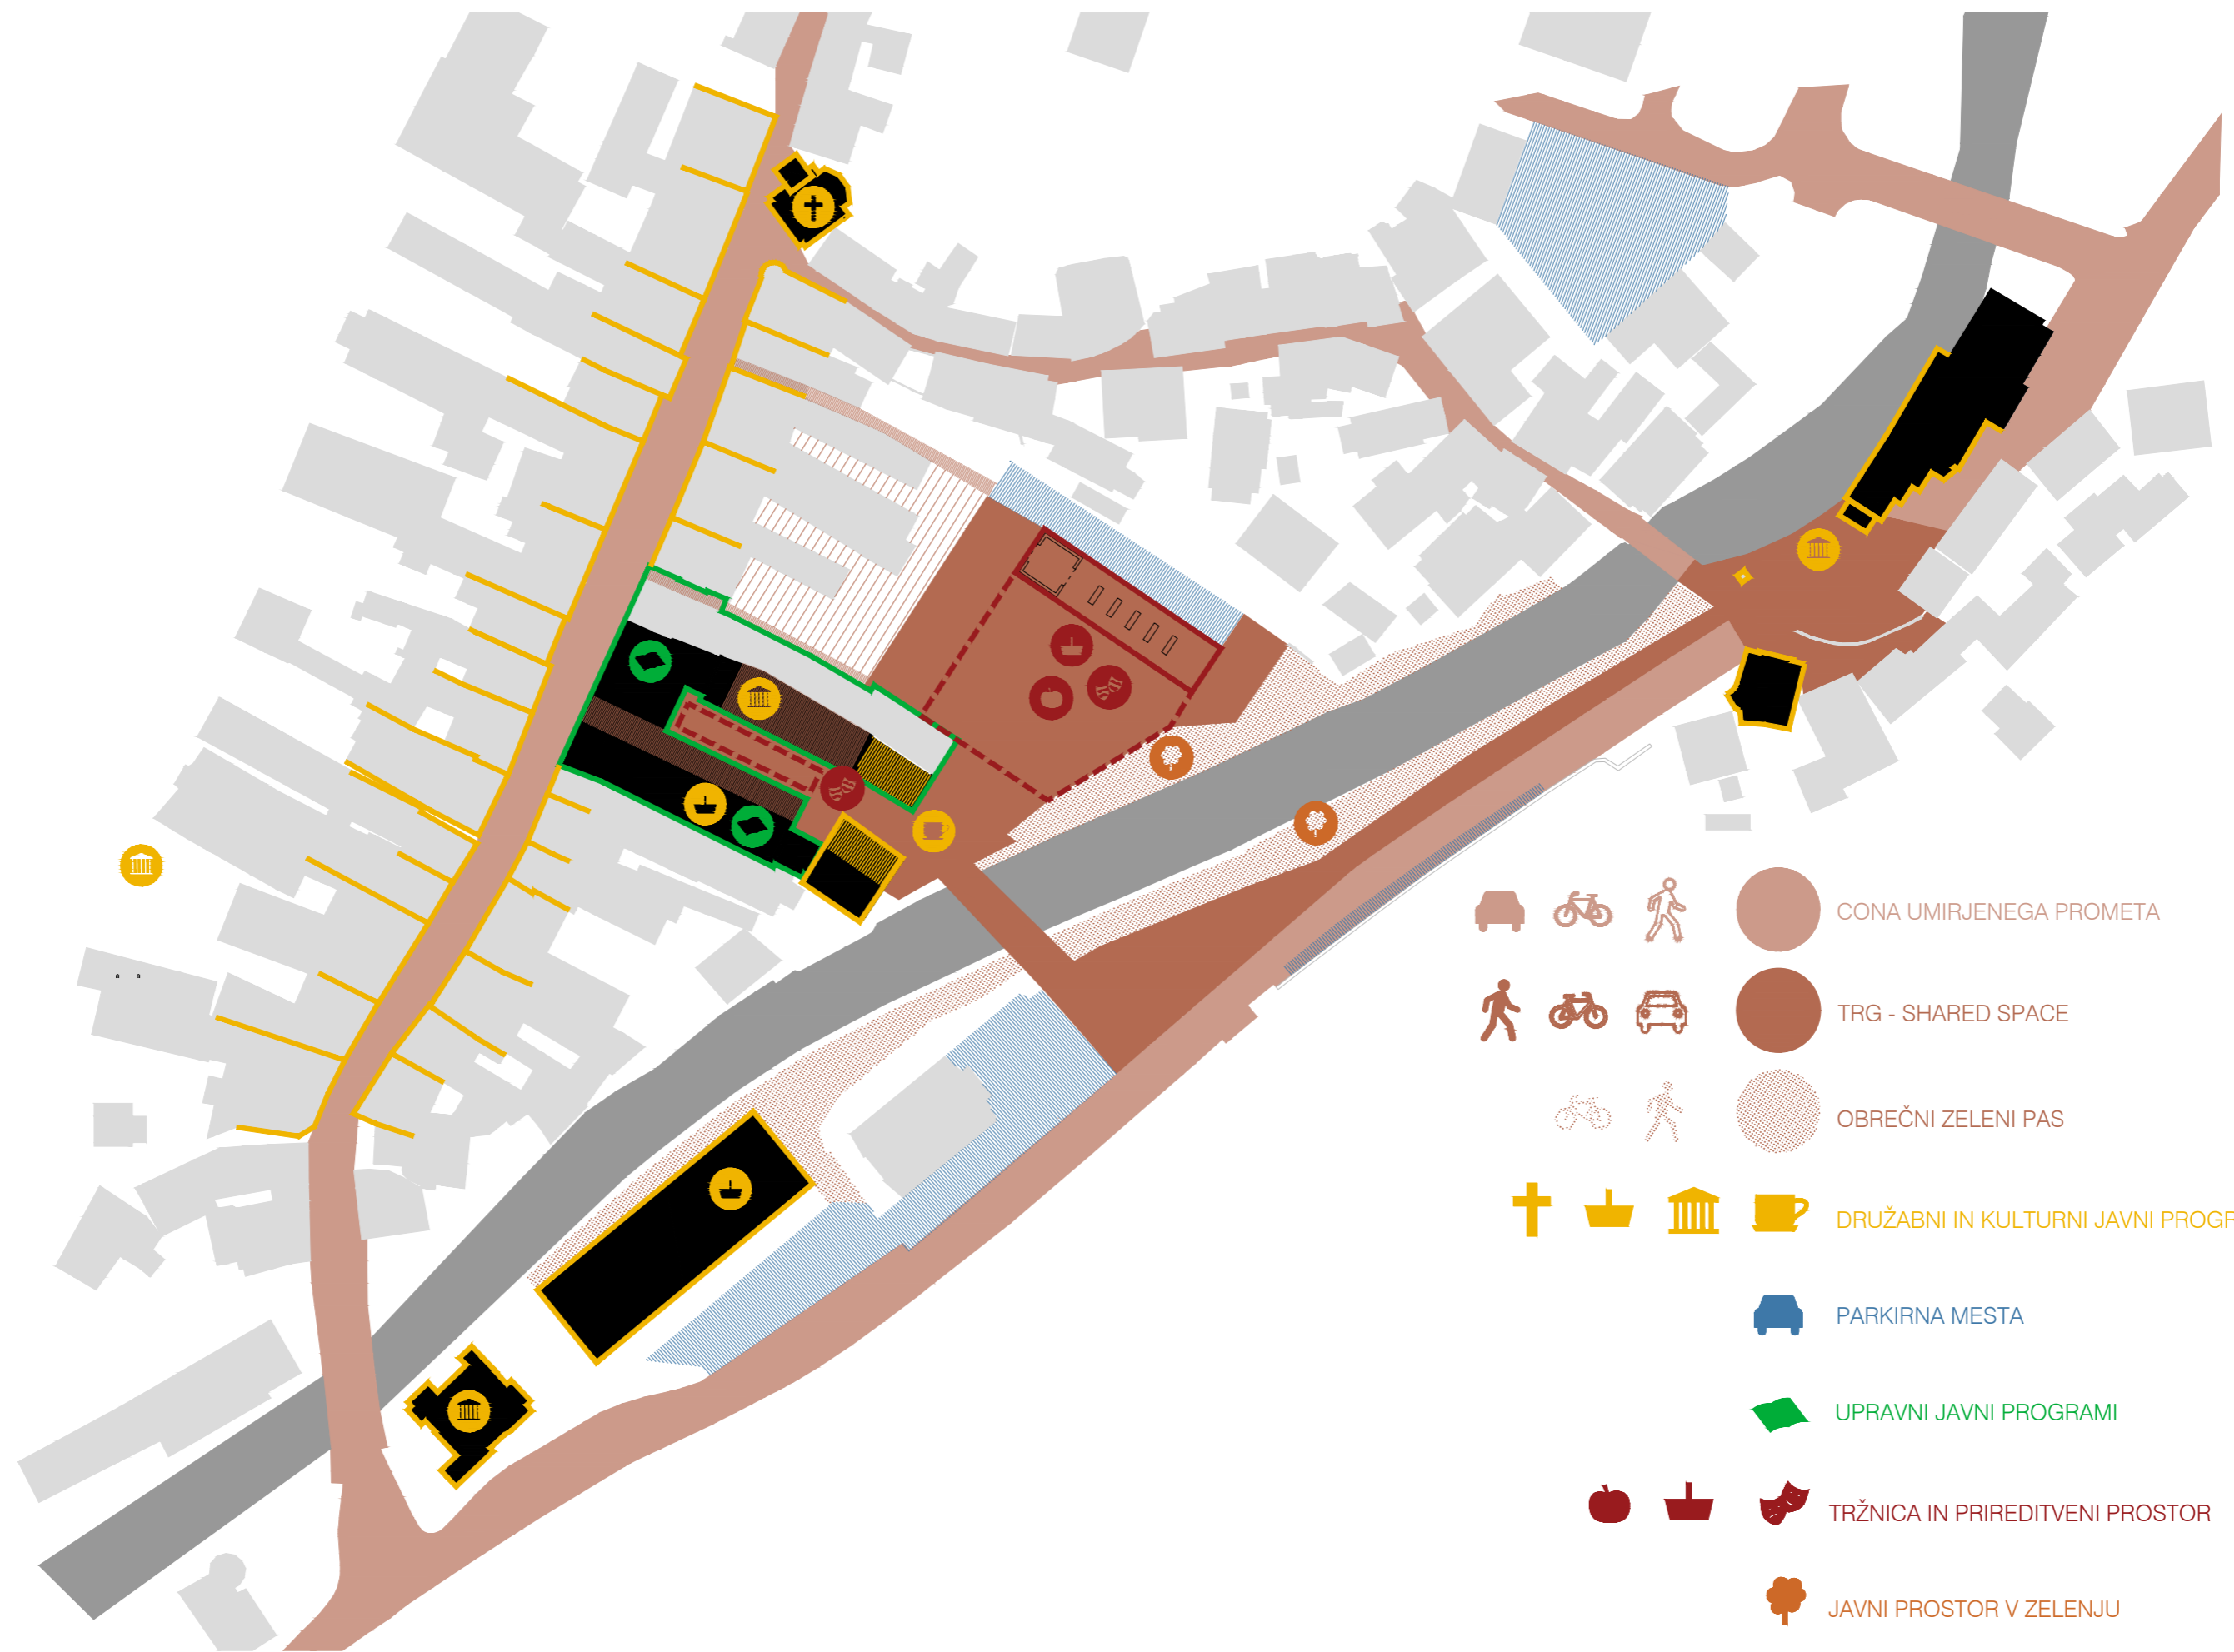 CONA UMIRJENEGA PROMETA
TRG - SHARED SPACE
OBREČNI ZELENI PAS
DRUŽABNI IN KULTURNI JAVNI PROGR
PARKIRNA MESTA
UPRAVNI JAVNI PROGRAMI
TRŽNICA IN PRIREDITVENI PROSTOR
JAVNI PROSTOR V ZELENJU